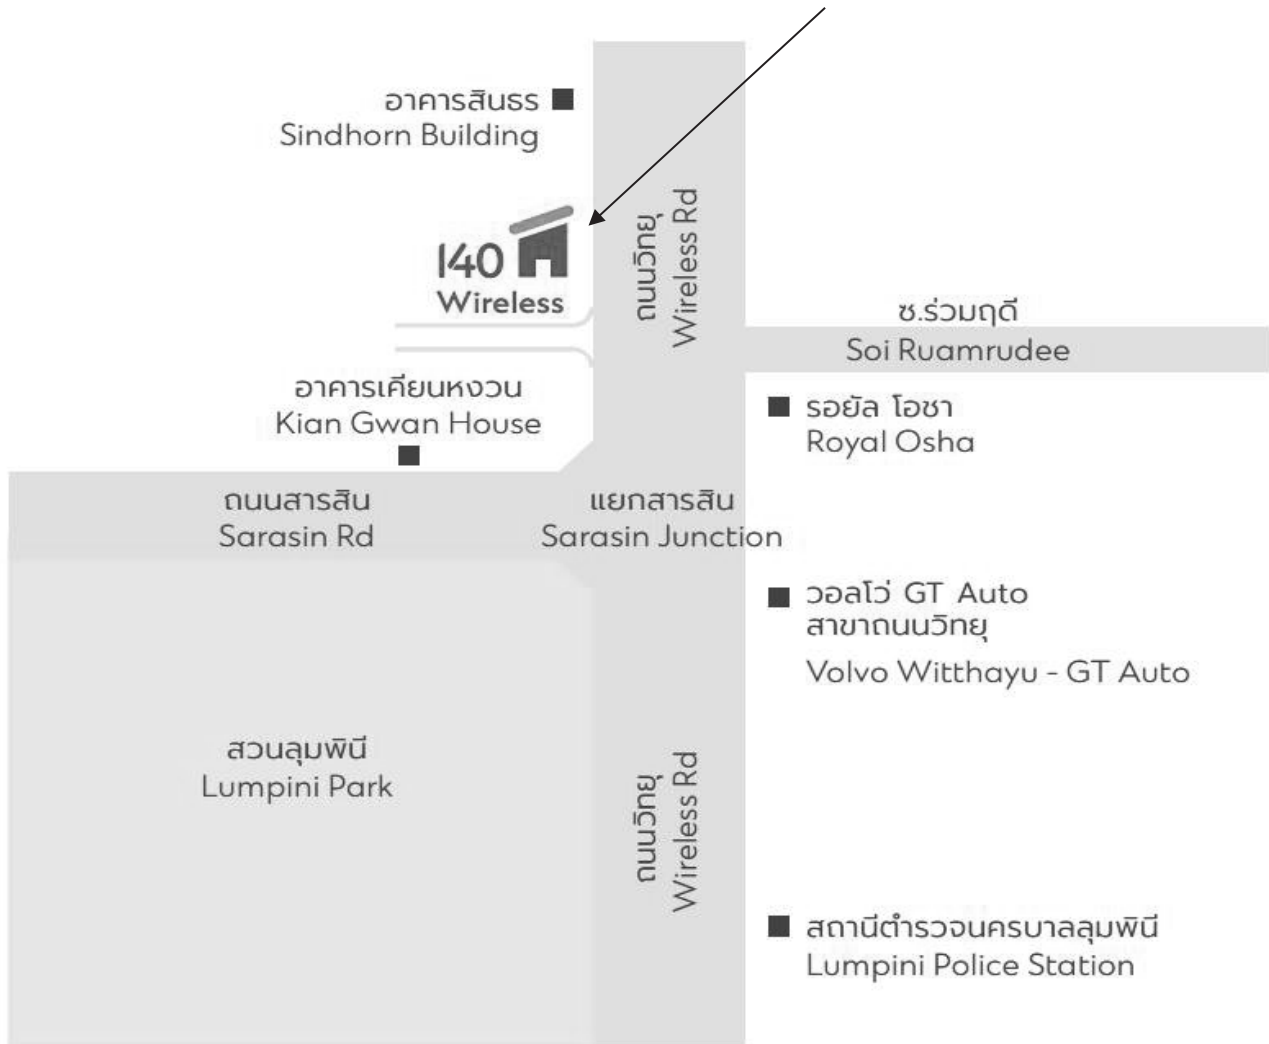 อาคารสินธร
Sindhorn Building
140
Wireless
ถนนวิทยุ
Wireless Rd
ซ.ร่วมฤดี
Soi Ruamrudee
อาคารเคียนหงวน
Kian Gwan House
รอยัล โอชา
Royal Osha
ถนนสารสิน
Sarasin Rd
แยกสารสิน
Sarasin Junction
วอลโว่ GT Auto
สาขาถนนวิทยุ
Volvo Witthayu - GT Auto
สวนลุมพินี
Lumpini Park
ถนนวิทยุ
Wireless Rd
สถานีตำรวจนครบาลลุมพินี
Lumpini Police Station